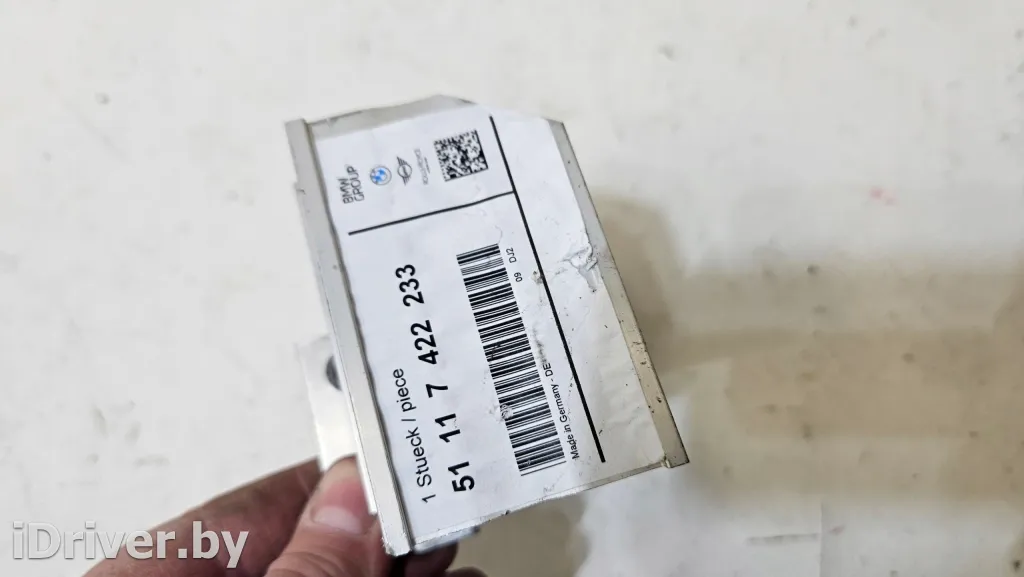 BMW
GROUP
1 Stueck / piece
51 11 7 422 233
09 DJ2
Made in Germany - DE
iDriver.by